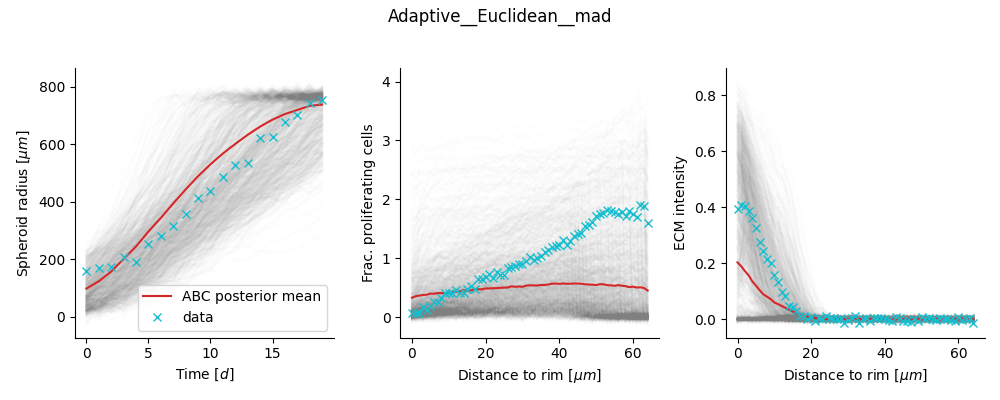 Adaptive__Euclidean__mad
Spheroid radius [μm]
800
600
400
200
0
0 5 10 15
Time [d]
ABC posterior mean
data
Frac. proliferating cells
4
3
2
1
0
0 20 40 60
Distance to rim [μm]
ECM intensity
0.8
0.6
0.4
0.2
0.0
0 20 40 60
Distance to rim [μm]